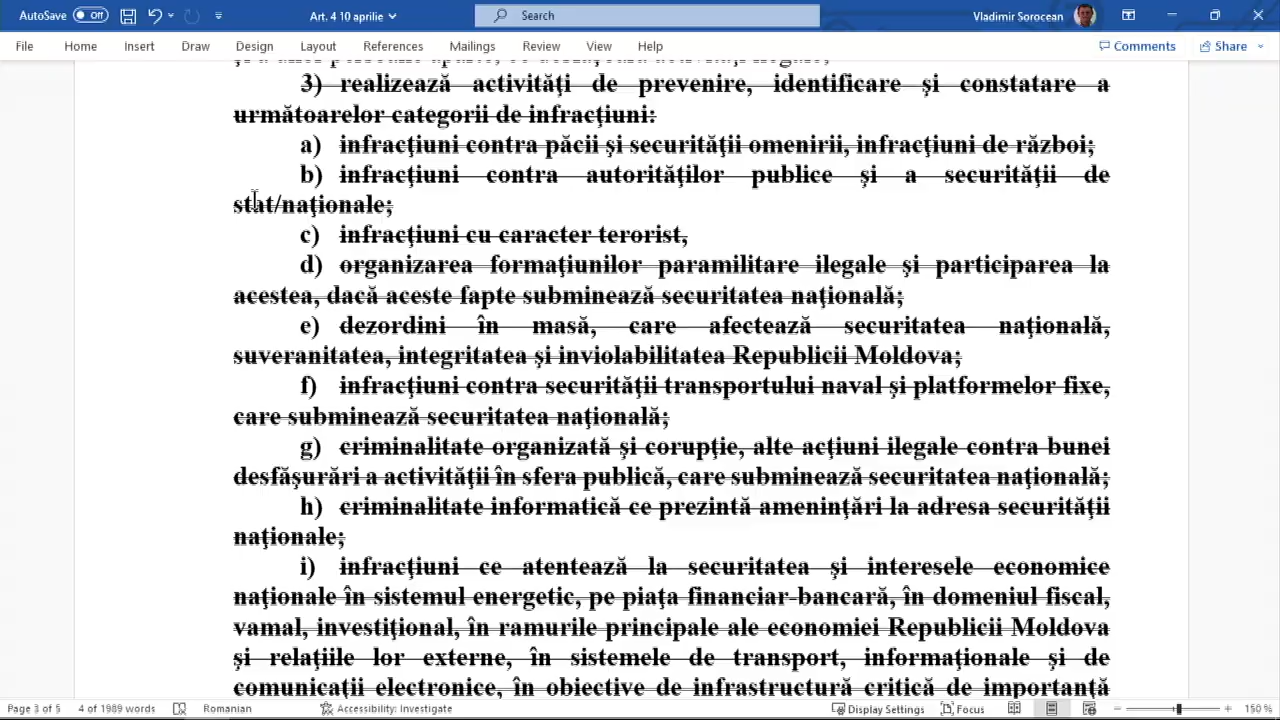 AutoSave Off Art. 4 10 aprilie Search Vladimir Sorocean
File Home Insert Draw Design Layout References Mailings Review View Help Comments Share
3) realizează activităţi de prevenire, identificare şi constatare a
următoarelor categorii de infracţiuni:
a) infracţiuni contra păcii şi securităţii omenirii, infracţiuni de război;
b) infracţiuni contra autorităţilor publice şi a securităţii de
stat/naţionale;
c) infracţiuni cu caracter terorist,
d) organizarea formaţiunilor paramilitare ilegale şi participarea la
acestea, dacă aceste fapte subminează securitatea naţională;
e) dezordini în masă, care afectează securitatea naţională,
suveranitatea, integritatea şi inviolabilitatea Republicii Moldova;
f) infracţiuni contra securităţii transportului naval şi platformelor fixe,
care subminează securitatea naţională;
g) criminalitate organizată şi corupţie, alte acţiuni ilegale contra bunei
desfăşurări a activităţii în sfera publică, care subminează securitatea naţională;
h) criminalitate informatică ce prezintă ameninţări la adresa securităţii
naţionale;
i) infracţiuni ce atentează la securitatea şi interesele economice
naţionale în sistemul energetic, pe piaţa financiar-bancară, în domeniul fiscal,
vamal, investiţional, în ramurile principale ale economiei Republicii Moldova
şi relaţiile lor externe, în sistemele de transport, informaţionale şi de
comunicaţii electronice, în obiective de infrastructură critică de importanţă
Page 3 of 5 4 of 1989 words Romanian Accessibility: Investigate Display Settings Focus 150 %